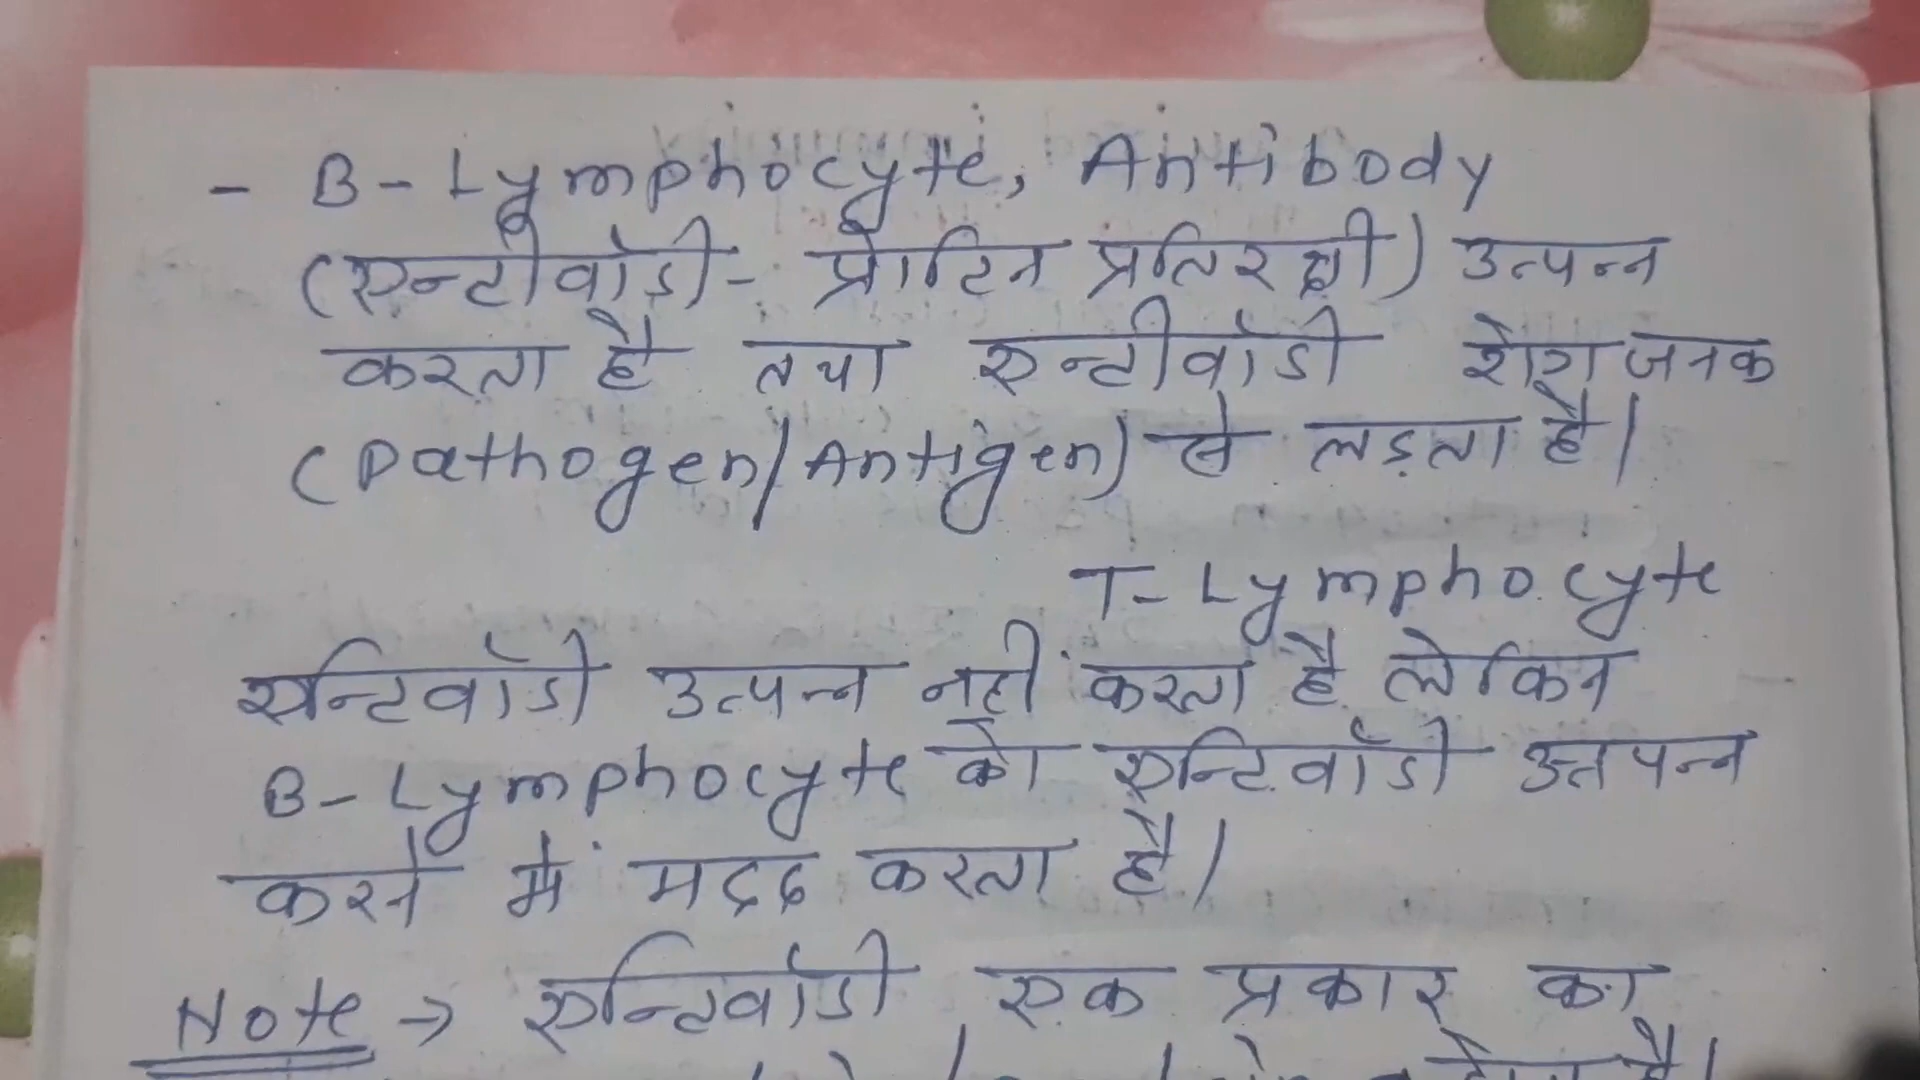 - B-Lymphocyte, Antibody
(एन्टीबॉडी- प्रोटिन प्रतिरक्षी) उत्पन्न
करता है तथा एन्टीबॉडी रोगजनक
(Pathogen/Antigen) से लड़ता है।
T-Lymphocyte
एन्टिबॉडी उत्पन्न नहीं करता है लेकिन
B-Lymphocyte को एन्टिबॉडी उत्तपन्न
करने में मदद करता है।
Note → एन्टिबॉडी एक प्रकार का
होता है।